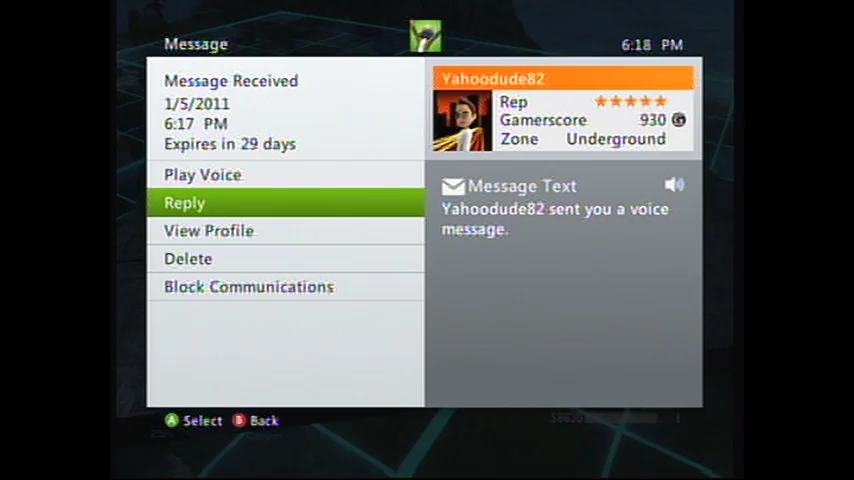 Message
6:18 PM
Message Received
1/5/2011
6:17 PM
Expires in 29 days
Play Voice
Reply
View Profile
Delete
Block Communications
Yahoodude82
Rep
Gamerscore 930 G
Zone Underground
Message Text
Yahoodude82 sent you a voice
message.
A Select B Back